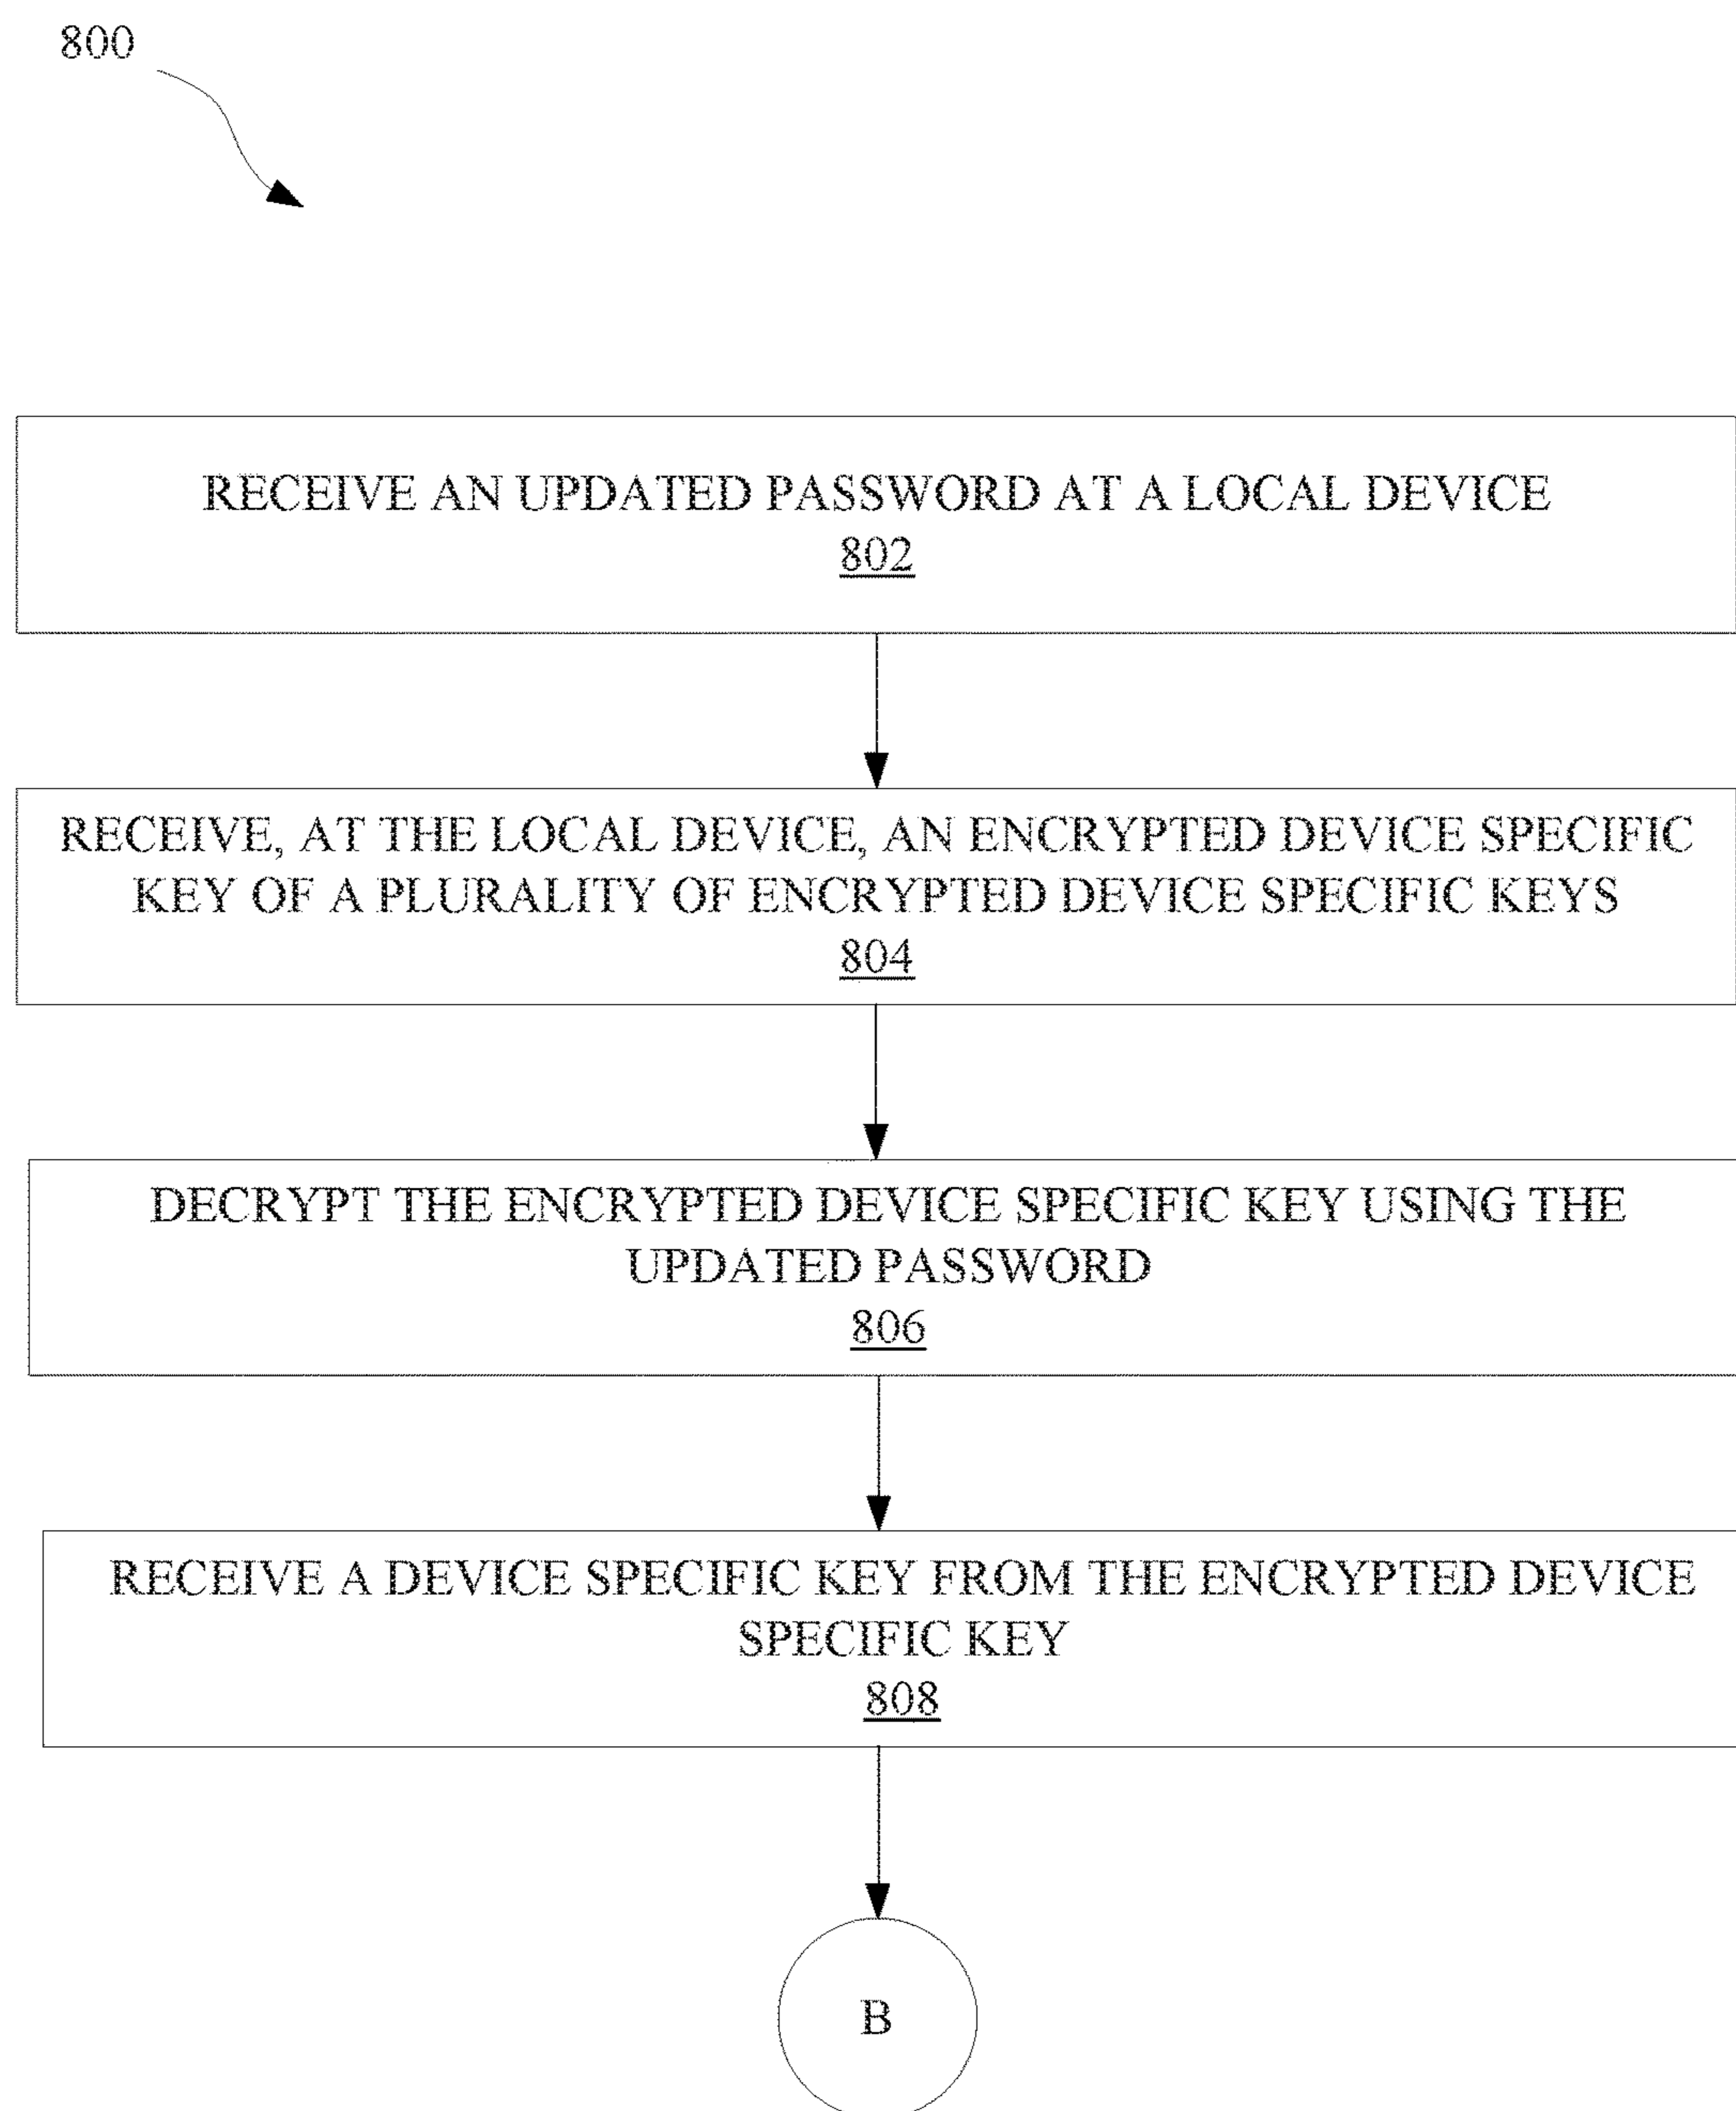 800
RECEIVE AN UPDATED PASSWORD AT A LOCAL DEVICE
802
RECEIVE, AT THE LOCAL DEVICE, AN ENCRYPTED DEVICE SPECIFIC
KEY OF A PLURALITY OF ENCRYPTED DEVICE SPECIFIC KEYS
804
DECRYPT THE ENCRYPTED DEVICE SPECIFIC KEY USING THE
UPDATED PASSWORD
806
RECEIVE A DEVICE SPECIFIC KEY FROM THE ENCRYPTED DEVICE
SPECIFIC KEY
808
B